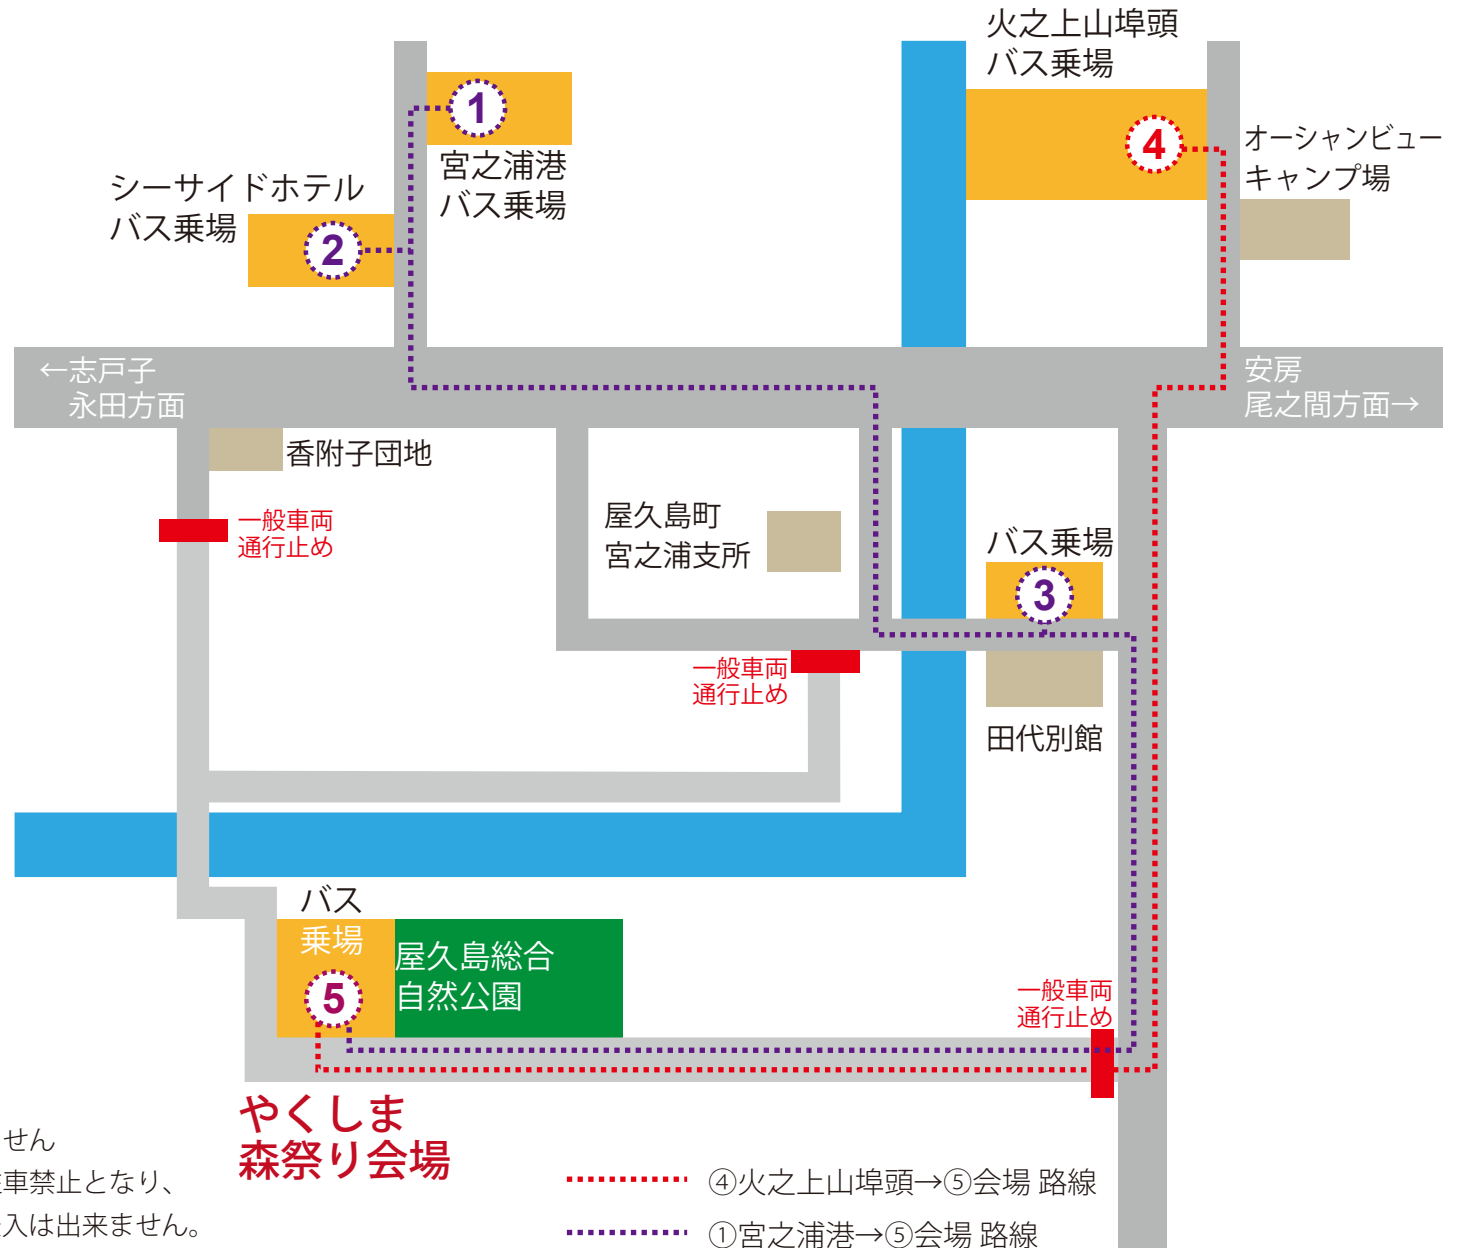 火之上山埠頭
バス乗場
1
4
オーシャンビュー
キャンプ場
宮之浦港
バス乗場
シーサイドホテル
バス乗場
2
←志戸子
永田方面
安房
尾之間方面→
香附子団地
一般車両
通行止め
屋久島町
宮之浦支所
バス乗場
3
一般車両
通行止め
田代別館
バス
乗場
5
屋久島総合
自然公園
一般車両
通行止め
やくしま
森祭り会場
せん
車禁止となり、
入は出来ません。
④火之上山埠頭→⑤会場 路線
①宮之浦港→⑤会場 路線